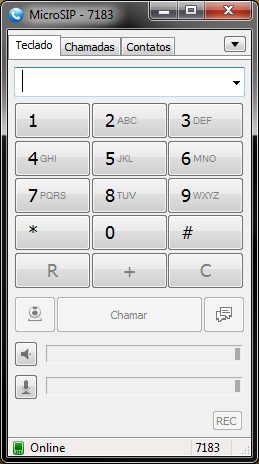 MicroSIP - 7183
Teclado Chamadas Contatos
1 2 ABC 3 DEF
4 GHI 5 JKL 6 MNO
7 PQRS 8 TUV 9 WXYZ
* 0 #
R + C
Chamar
REC
Online 7183